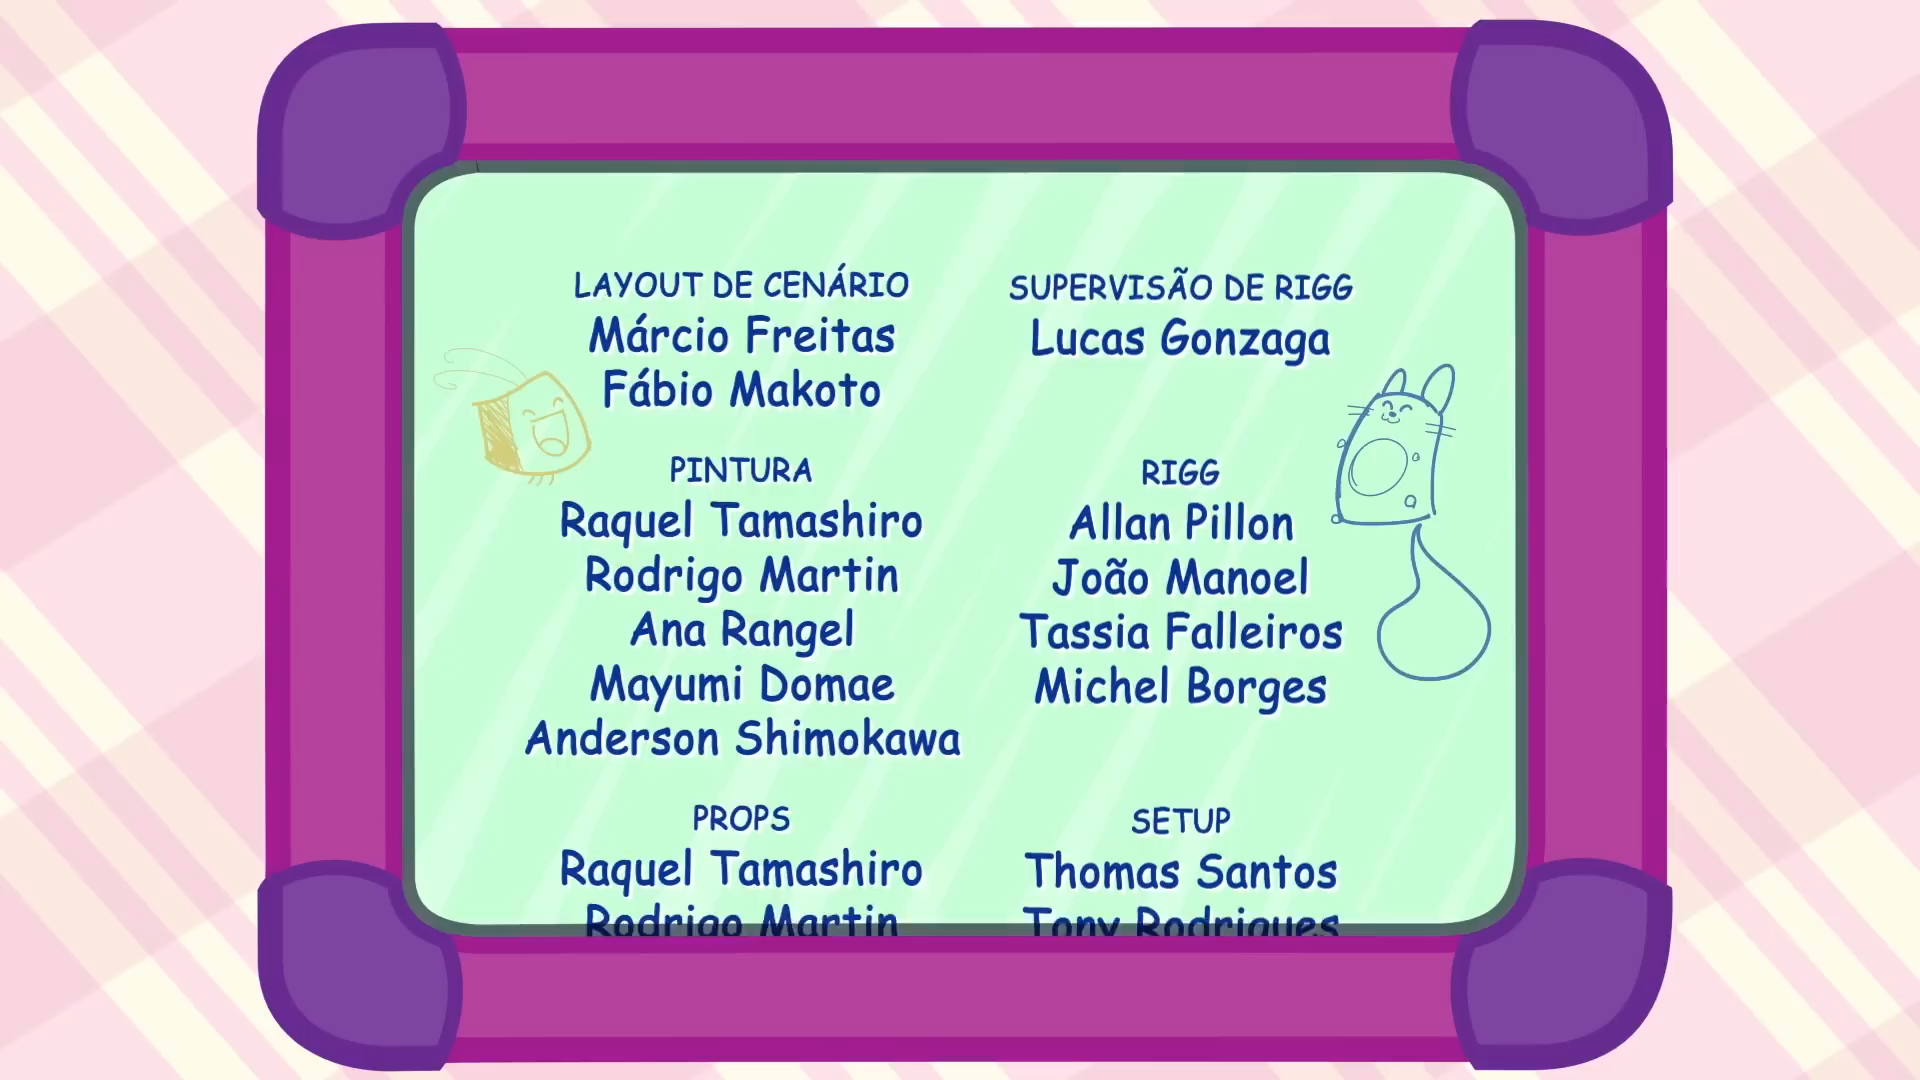 LAYOUT DE CENÁRIO
Márcio Freitas
Fábio Makoto
PINTURA
Raquel Tamashiro
Rodrigo Martin
Ana Rangel
Mayumi Domae
Anderson Shimokawa
PROPS
Raquel Tamashiro
Rodrigo Martin
SUPERVISÃO DE RIGG
Lucas Gonzaga
RIGG
Allan Pillon
João Manoel
Tassia Falleiros
Michel Borges
SETUP
Thomas Santos
Tony Rodrigues